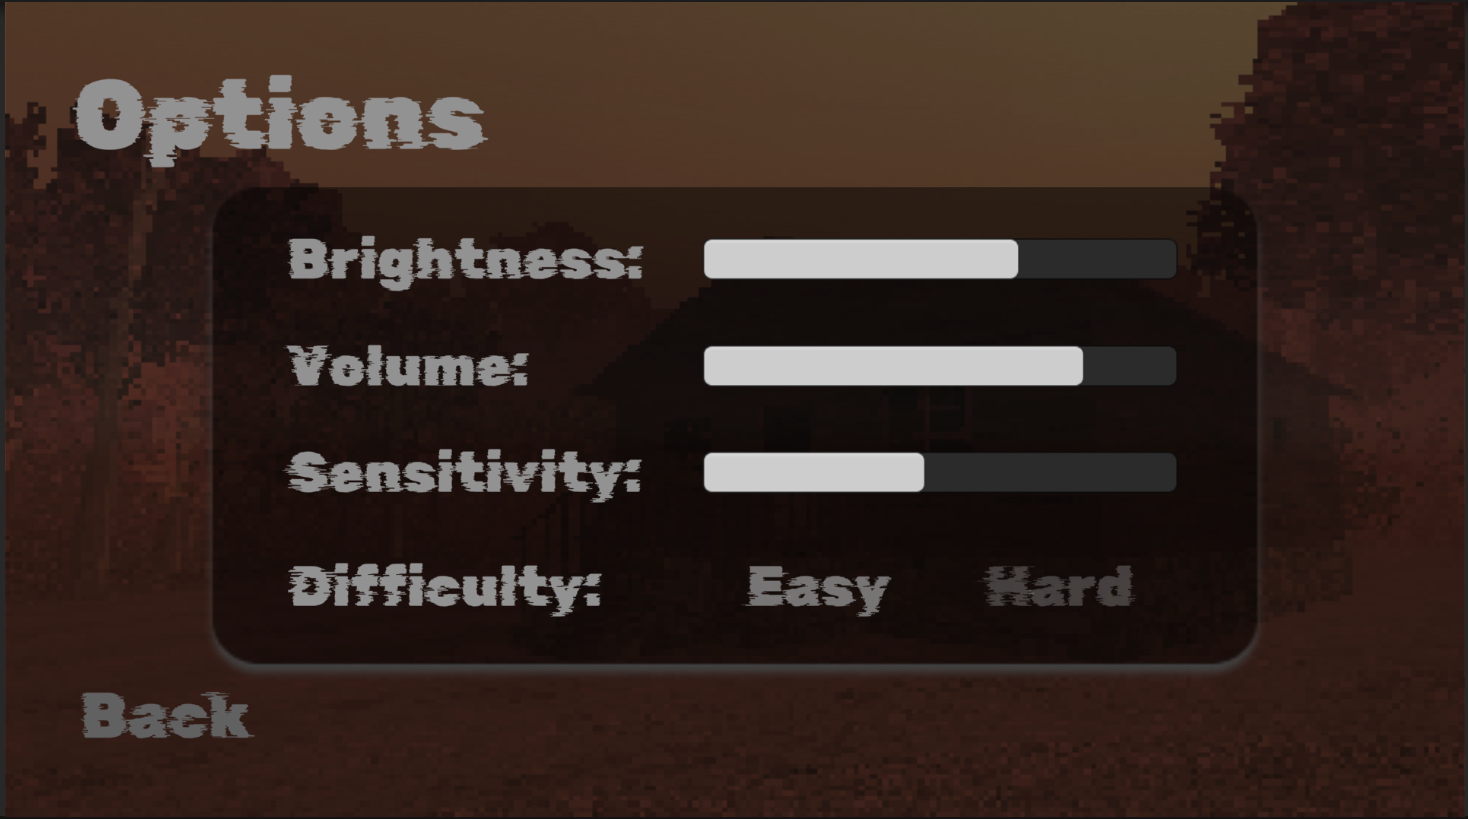 Options
Brightness:
Volume:
Sensitivity:
Difficulty: Easy Hard
Back